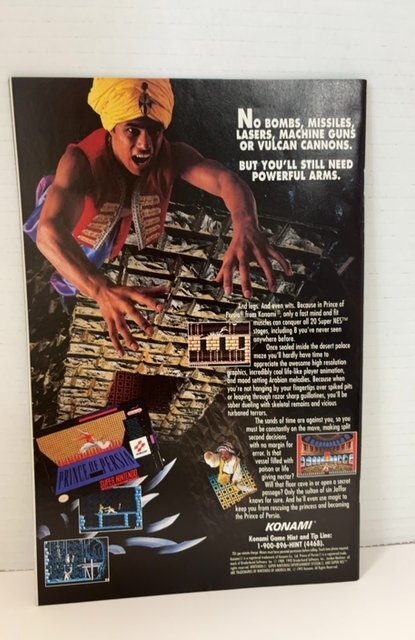 NO BOMBS, MISSILES,
LASERS, MACHINE GUNS
OR VULCAN CANNONS.
BUT YOU'LL STILL NEED
POWERFUL ARMS.
And legs. And even wits. Because in Prince of
Persia® from Konami™, only a fast mind and fit
muscles can conquer all 20 Super NES™
stages, including 8 you've never seen
anywhere before.
Once sealed inside the desert palace
maze you'll hardly have time to
appreciate the awesome high resolution
graphics, incredibly cool life-like player animation,
and mood setting Arabian melodies. Because when
you're not hanging by your fingertips over spiked pits
or leaping through razor sharp guillotines, you'll be
saber dueling with skeletal remains and vicious
turbaned terrors.
The sands of time are against you, so you
must be constantly on the move, making split
second decisions
with no margin for
error. Is that
vessel filled with
poison or life
giving nectar?
Will that floor cave in or open a secret
passage? Only the sultan of sin Jaffar
knows for sure. And he'll even use magic to
keep you from rescuing the princess and becoming
the Prince of Persia.
PRINCE OF PERSIA
SUPER NINTENDO
KONAMI
KONAMI®
Konami Game Hint and Tip Line:
1-900-896-HINT (4468).